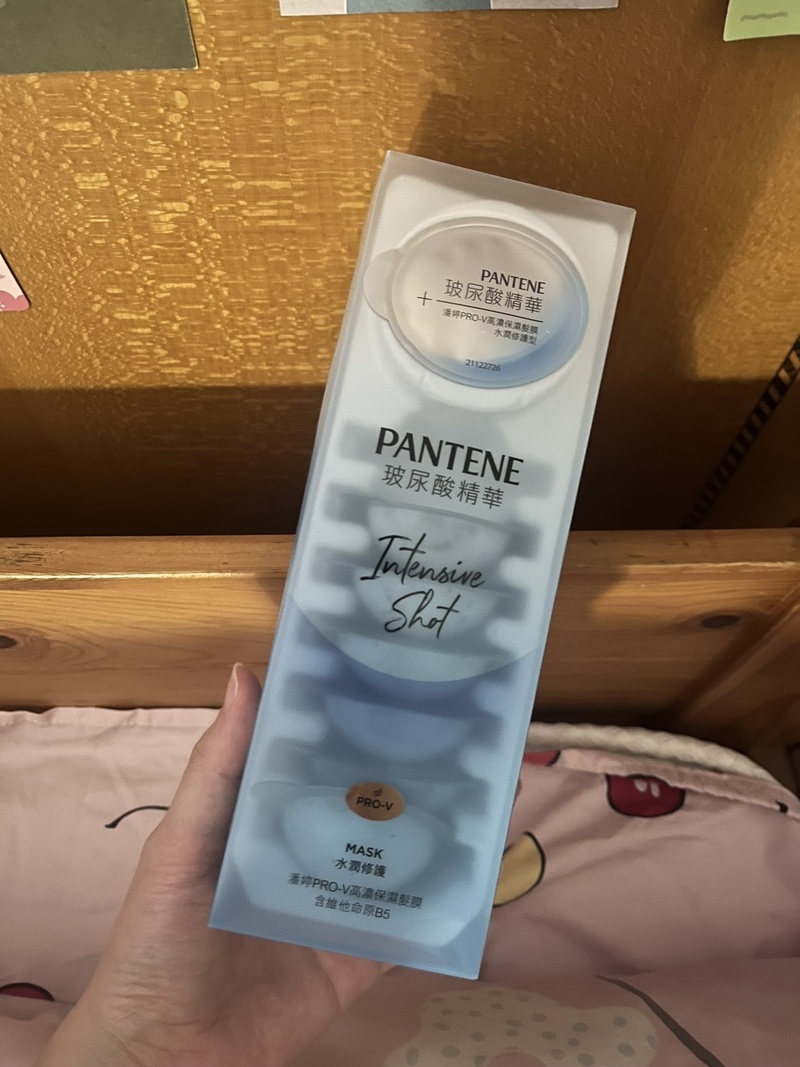 PANTENE
+ 玻尿酸精華
潘婷PRO-V高濃保濕髮膜
水潤修護型
21122726
PANTENE
玻尿酸精華
Intensive
Shot
PRO-V
MASK
水潤修護
潘婷PRO-V高濃保濕髮膜
含維他命原B5